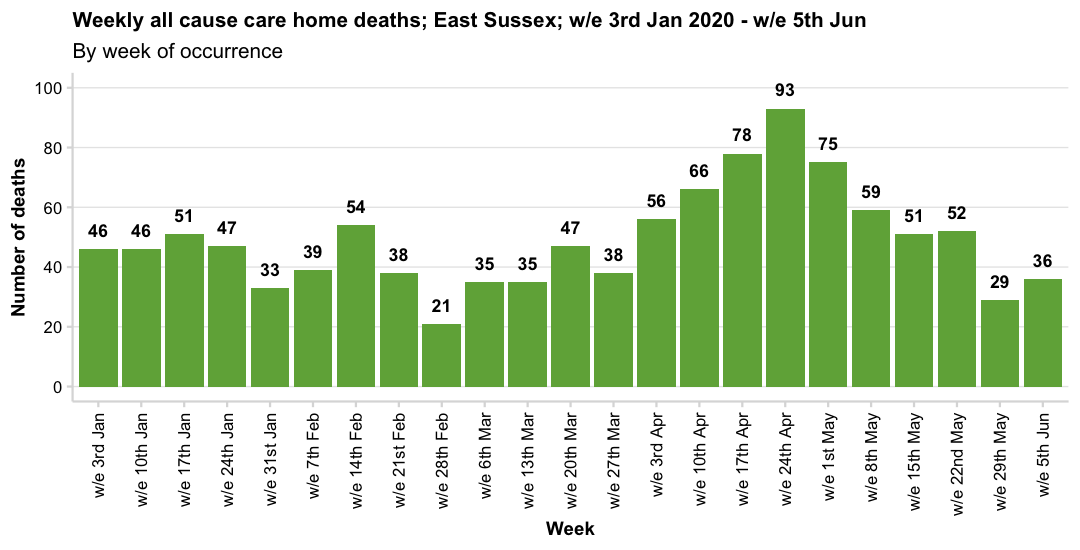 Weekly all cause care home deaths; East Sussex; w/e 3rd Jan 2020 - w/e 5th Jun
By week of occurrence
Number of deaths
100
80
60
40
20
0
46
46
51
47
33
39
54
38
21
35
35
47
38
56
66
78
93
75
59
51
52
29
36
w/e 3rd Jan
w/e 10th Jan
w/e 17th Jan
w/e 24th Jan
w/e 31st Jan
w/e 7th Feb
w/e 14th Feb
w/e 21st Feb
w/e 28th Feb
w/e 6th Mar
w/e 13th Mar
w/e 20th Mar
w/e 27th Mar
w/e 3rd Apr
w/e 10th Apr
w/e 17th Apr
w/e 24th Apr
w/e 1st May
w/e 8th May
w/e 15th May
w/e 22nd May
w/e 29th May
w/e 5th Jun
Week